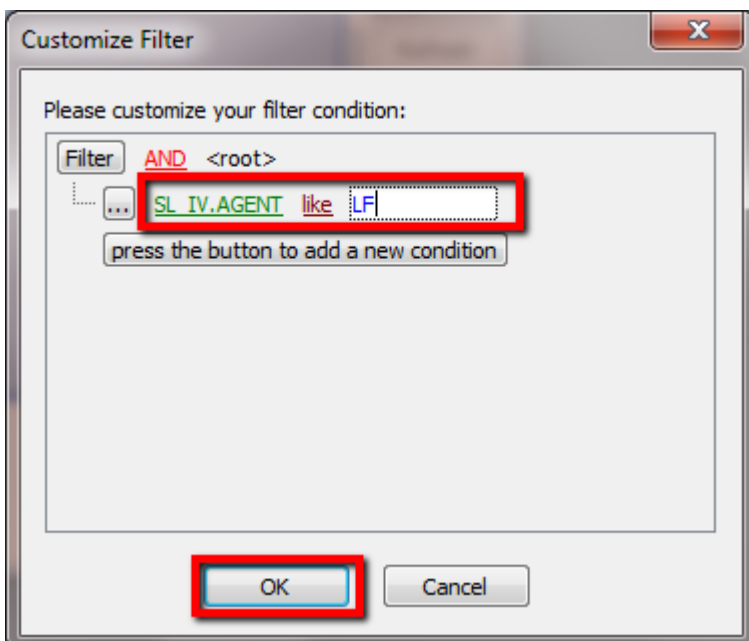 Customize Filter
Please customize your filter condition:
Filter AND <root>
... SL_IV.AGENT like LF
press the button to add a new condition
OK Cancel